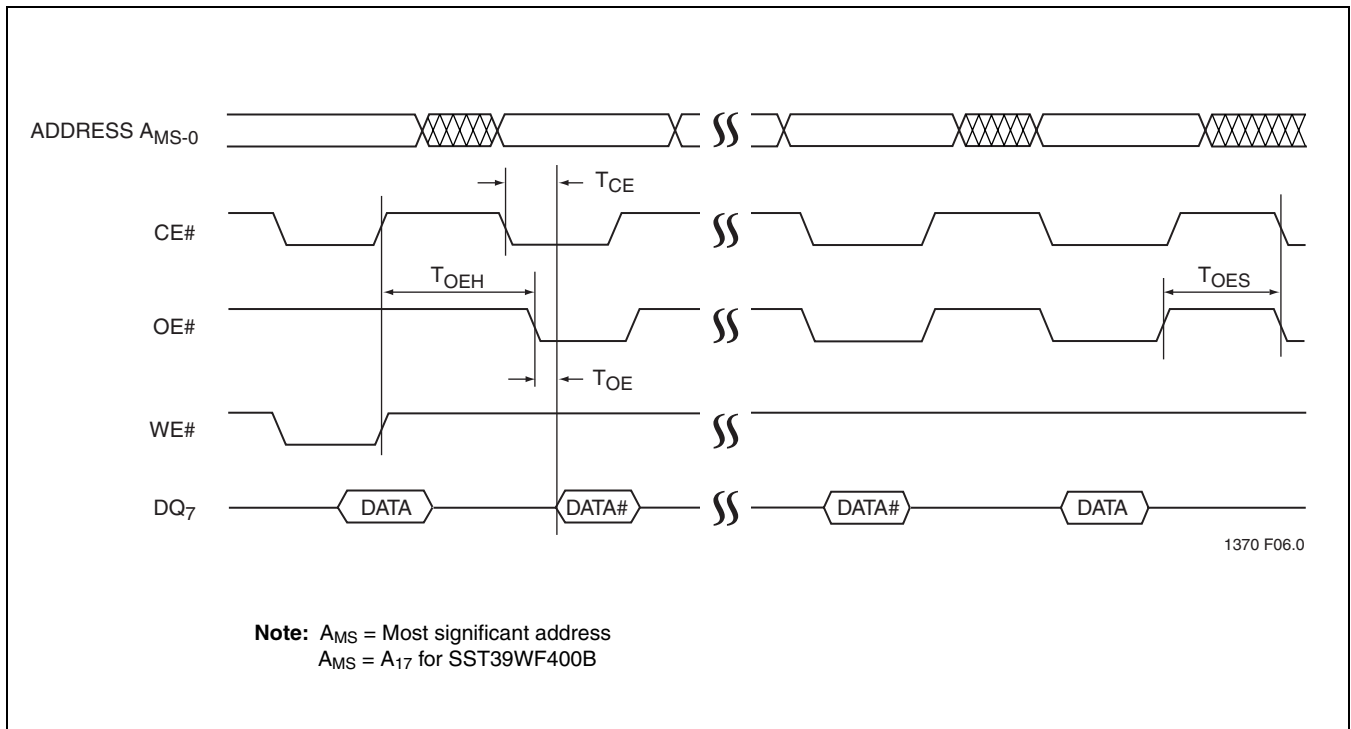 ADDRESS AMS-0
TCE
CE#
TOEH
TOES
OE#
TOE
WE#
DQ7
DATA
DATA#
DATA#
DATA
1370 F06.0
Note: AMS = Most significant address
AMS = A17 for SST39WF400B